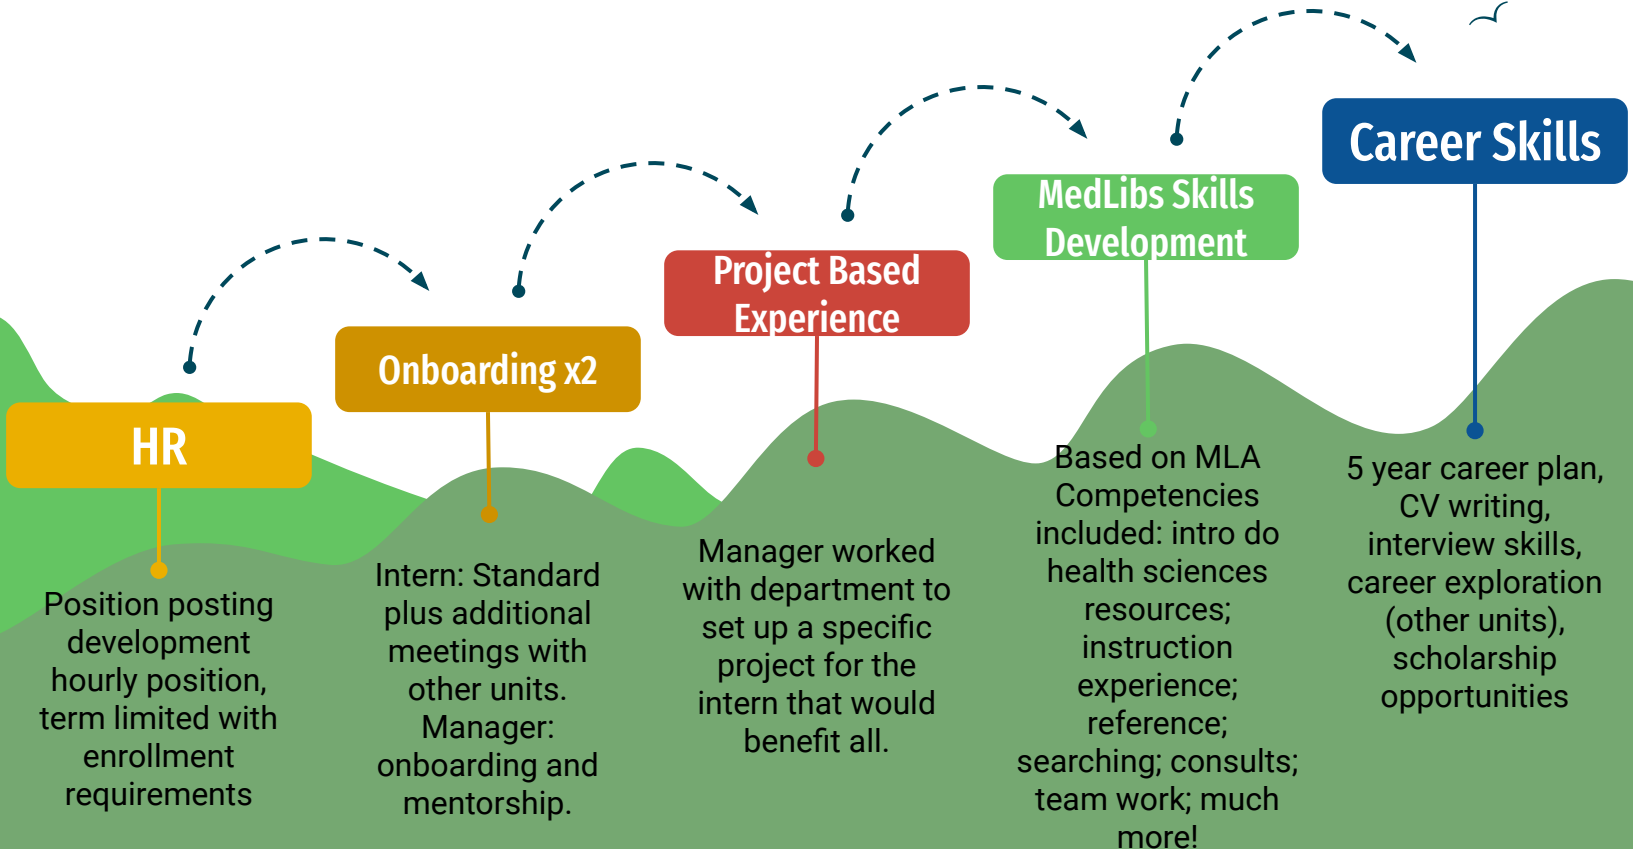 HR
Position posting
development
hourly position,
term limited with
enrollment
requirements
Onboarding x2
Intern: Standard
plus additional
meetings with
other units.
Manager:
onboarding and
mentorship.
Project Based
Experience
Manager worked
with department to
set up a specific
project for the
intern that would
benefit all.
MedLibs Skills
Development
Based on MLA
Competencies
included: intro do
health sciences
resources;
instruction
experience;
reference;
searching; consults;
team work; much
more!
Career Skills
5 year career plan,
CV writing,
interview skills,
career exploration
(other units),
scholarship
opportunities